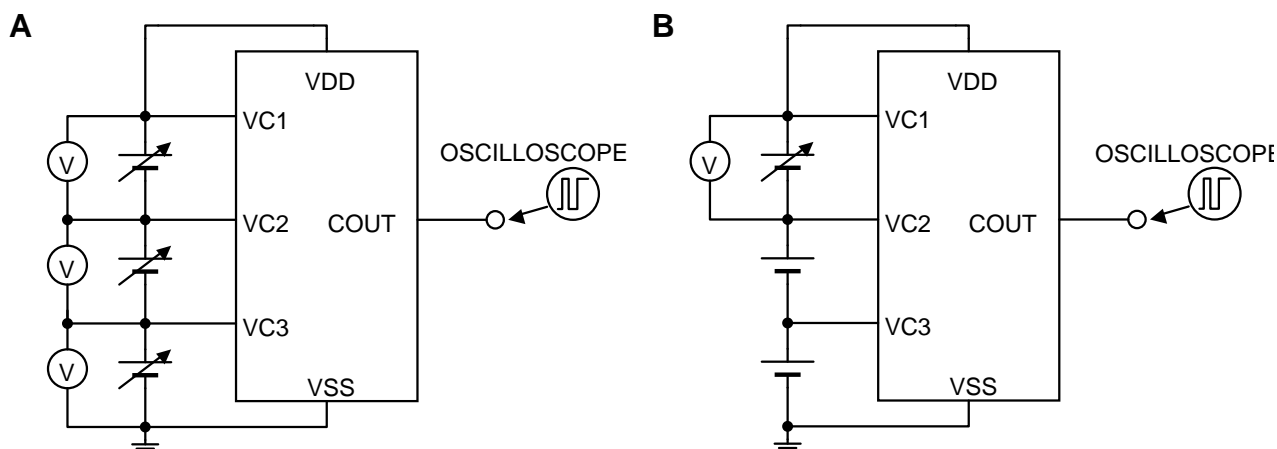 A
VDD
VC1
V
OSCILLOSCOPE
VC2
COUT
V
VC3
V
VSS
B
VDD
VC1
V
OSCILLOSCOPE
VC2
COUT
VC3
VSS